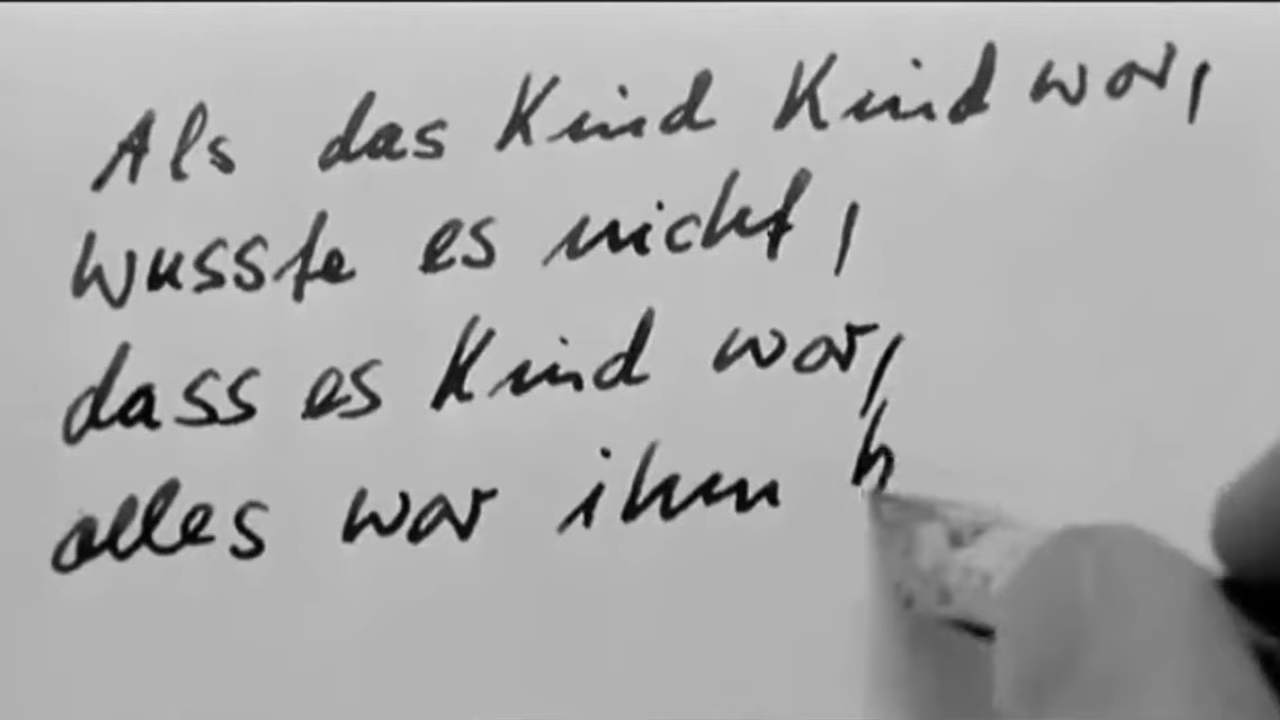 Als das Kind Kind war,
wusste es nicht,
dass es Kind war,
alles war ihm